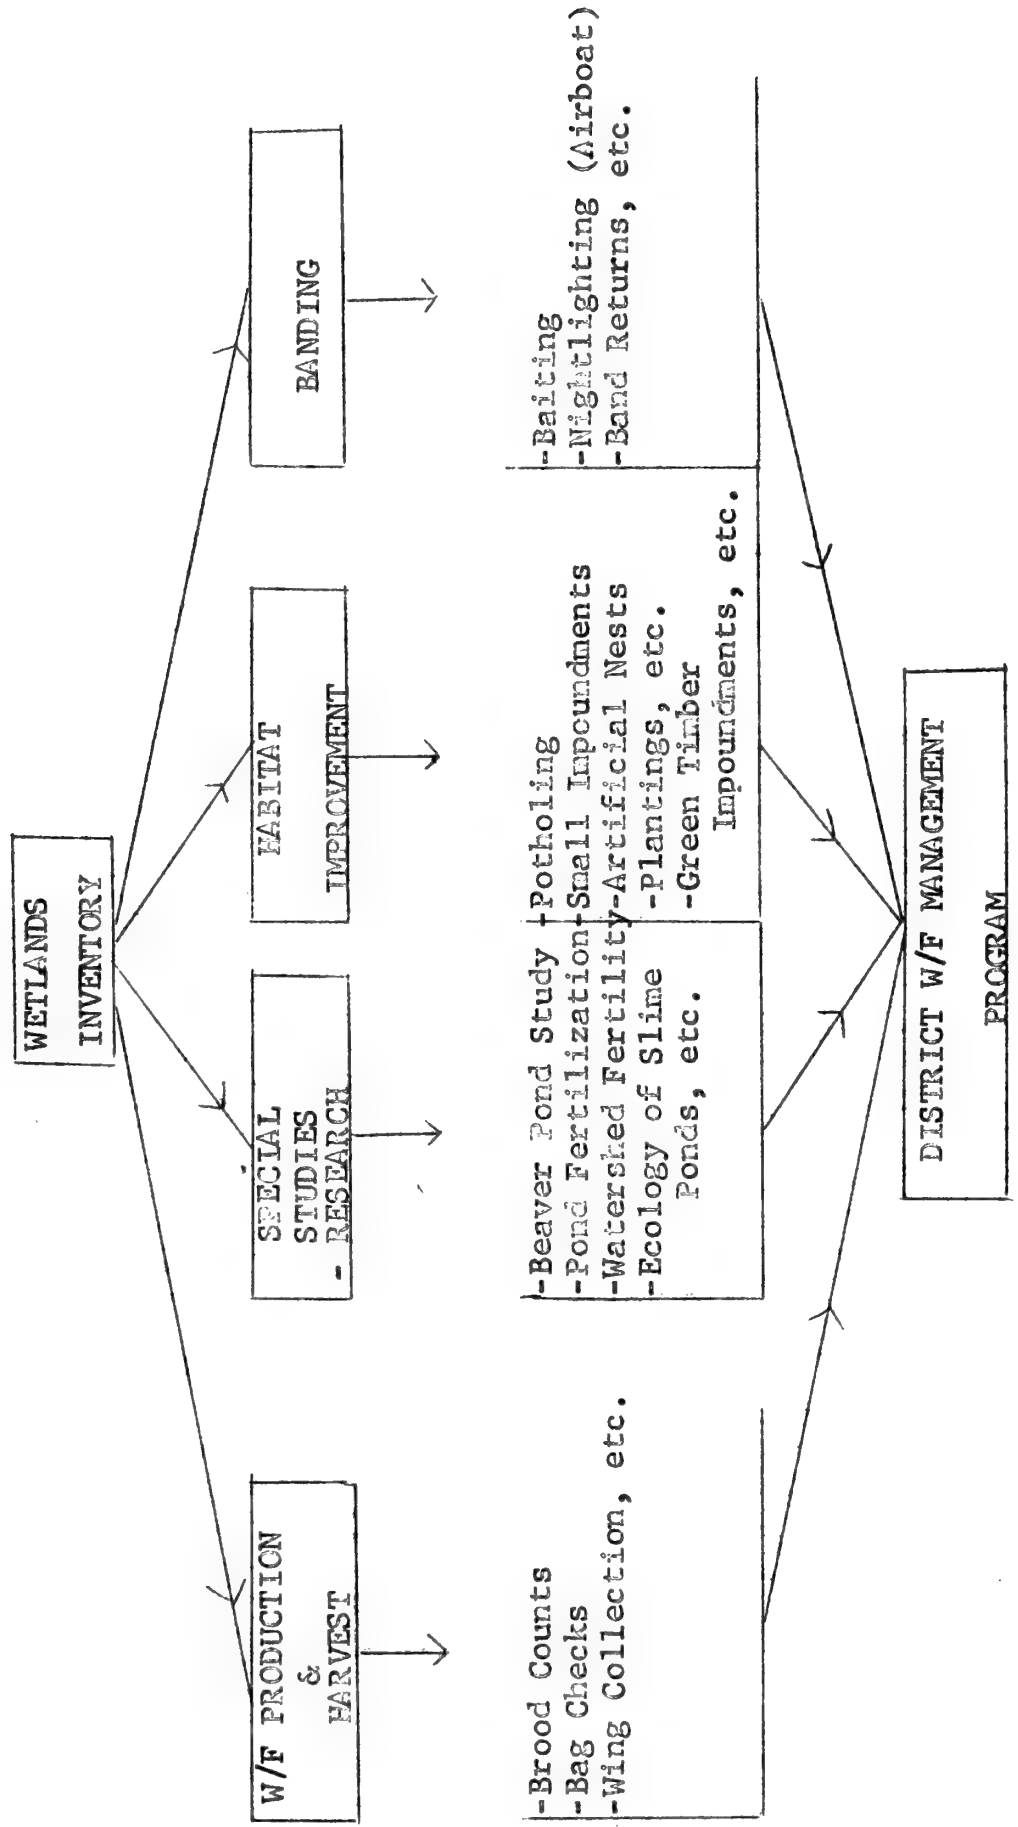 WETLANDS
INVENTORY
W/F PRODUCTION
&
HARVEST
SPECIAL
STUDIES
- RESEARCH
HABITAT
IMPROVEMENT
BANDING
-Brood Counts
-Bag Checks
-Wing Collection, etc.
-Beaver Pond Study
-Pond Fertilization
-Watershed Fertility
-Ecology of Slime
Ponds, etc.
-Potholing
-Small Impoundments
-Artificial Nests
-Plantings, etc.
-Green Timber
Impoundments, etc.
-Baiting
-Nightlighting (Airboat)
-Band Returns, etc.
DISTRICT W/F MANAGEMENT
PROGRAM